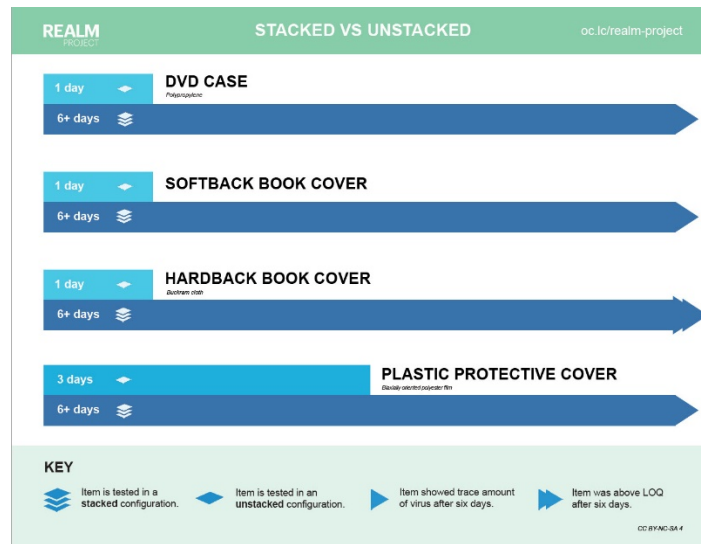 REALM
PROJECT
STACKED VS UNSTACKED
oc.lc/realm-project
1 day
DVD CASE
Polypropylene
6+ days
1 day
SOFTBACK BOOK COVER
6+ days
1 day
HARDBACK BOOK COVER
Buckram cloth
6+ days
3 days
PLASTIC PROTECTIVE COVER
Biaxially oriented polyester film
6+ days
KEY
Item is tested in a
stacked configuration.
Item is tested in an
unstacked configuration.
Item showed trace amount
of virus after six days.
Item was above LOQ
after six days.
CC BY-NC-SA 4